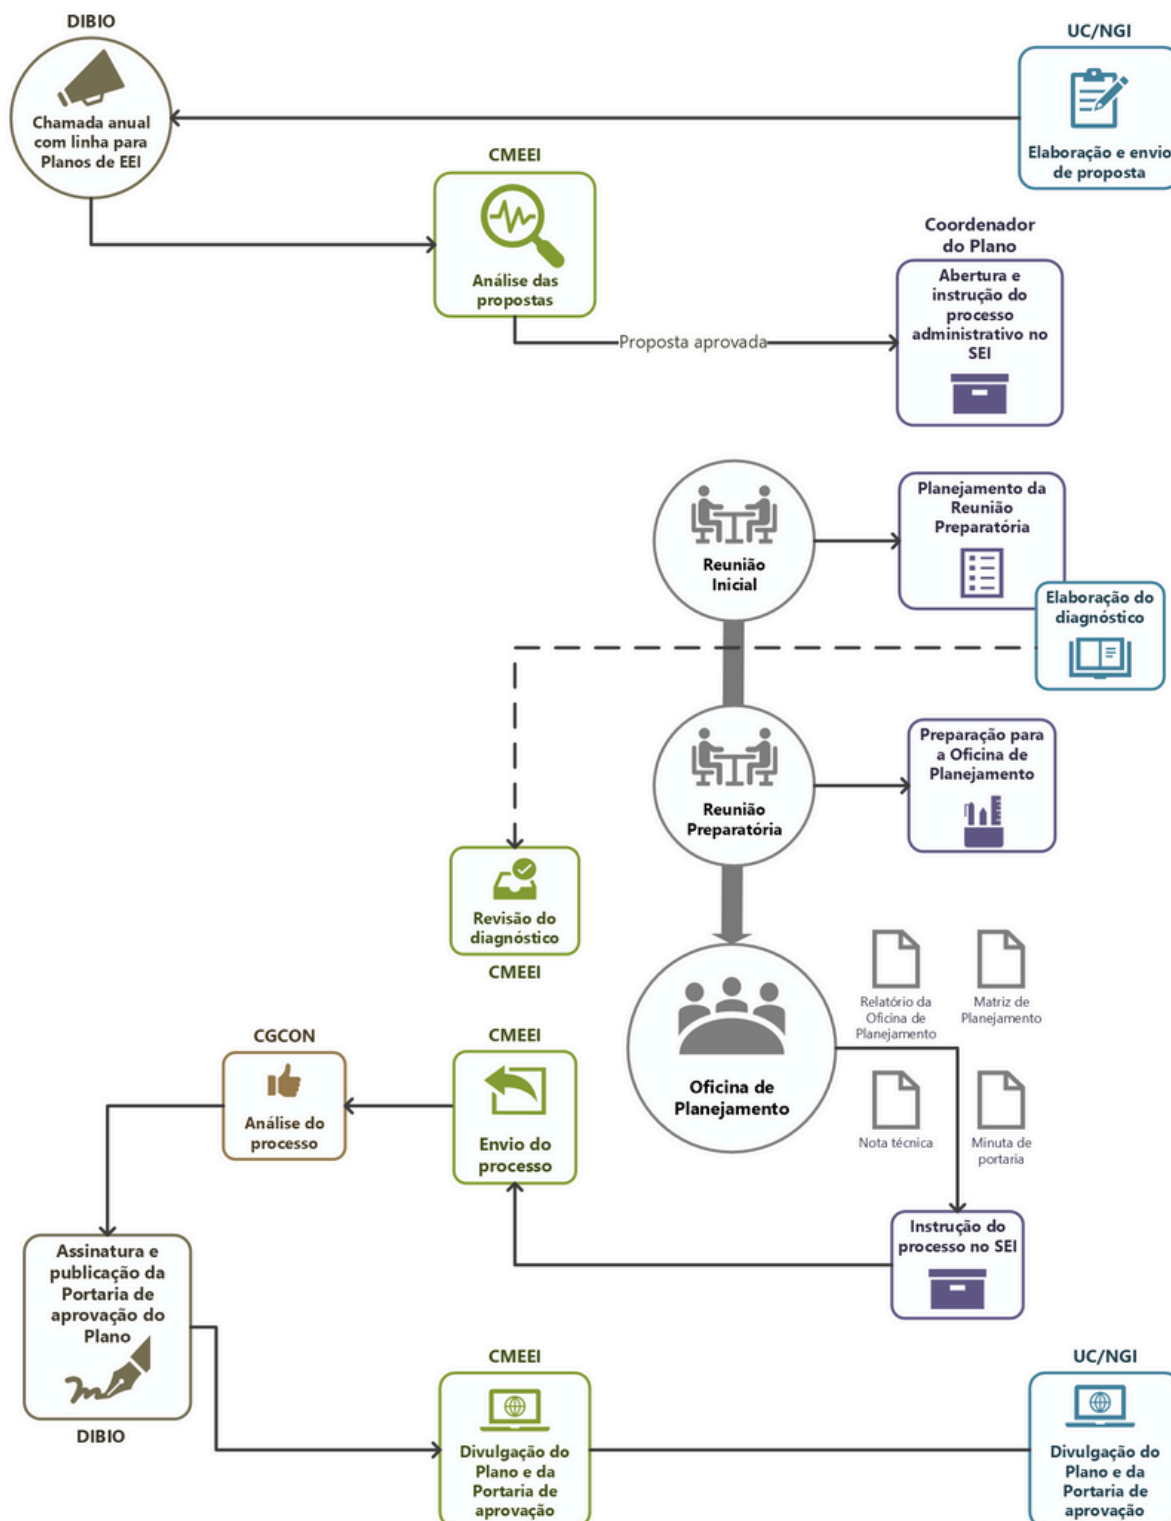 DIBIO
Chamada anual
com linha para
Planos de EEI
UC/NGI
Elaboração e envio
de proposta
CMEEI
Análise das
propostas
Proposta aprovada
Coordenador
do Plano
Abertura e
instrução do
processo
administrativo no
SEI
Reunião
Inicial
Planejamento da
Reunião
Preparatória
Elaboração do
diagnóstico
Reunião
Preparatória
Preparação para
a Oficina de
Planejamento
Revisão do
diagnóstico
CMEEI
Oficina de
Planejamento
Relatório da
Oficina de
Planejamento
Matriz de
Planejamento
Nota técnica
Minuta de
portaria
Instrução do
processo no SEI
CMEEI
Envio do
processo
CGCON
Análise do
processo
Assinatura e
publicação da
Portaria de
aprovação do
Plano
DIBIO
CMEEI
Divulgação do
Plano e da
Portaria de
aprovação
UC/NGI
Divulgação do
Plano e da
Portaria de
aprovação